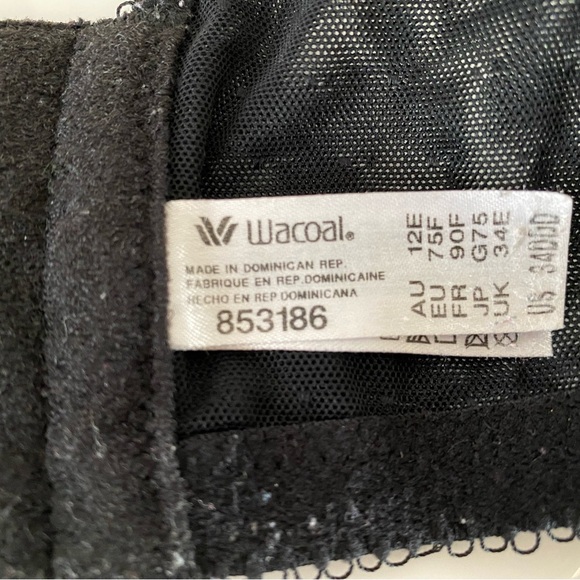 Wacoal®
MADE IN DOMINICAN REP.
FABRIQUE EN REP. DOMINICAINE
HECHO EN REP. DOMINICANA
853186
AU 12E
EU 75F
FR 90F
JP G75
UK 34E
US 34DDD